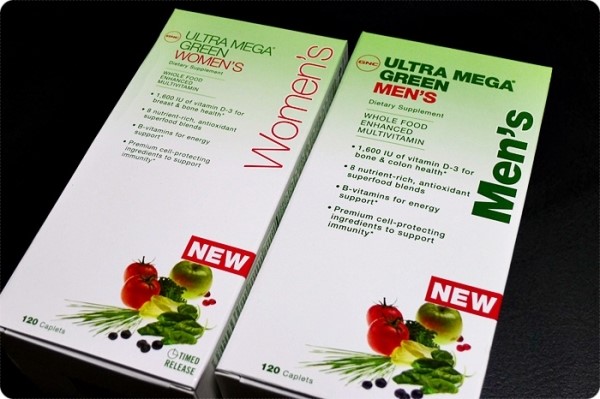 ULTRA MEGA®
GREEN
WOMEN'S
Dietary Supplement
WHOLE FOOD
ENHANCED
MULTIVITAMIN
• 1,600 IU of vitamin D-3 for
breast & bone health*
• 8 nutrient-rich, antioxidant
superfood blends
• B-vitamins for energy
support*
• Premium cell-protecting
ingredients to support
immunity*
Women's
NEW
120 Caplets
TIMED
RELEASE
GNC
ULTRA MEGA®
GREEN
MEN'S
Dietary Supplement
WHOLE FOOD
ENHANCED
MULTIVITAMIN
• 1,600 IU of vitamin D-3 for
bone & colon health*
• 8 nutrient-rich, antioxidant
superfood blends
• B-vitamins for energy
support*
• Premium cell-protecting
ingredients to support
immunity*
Men's
NEW
120 Caplets